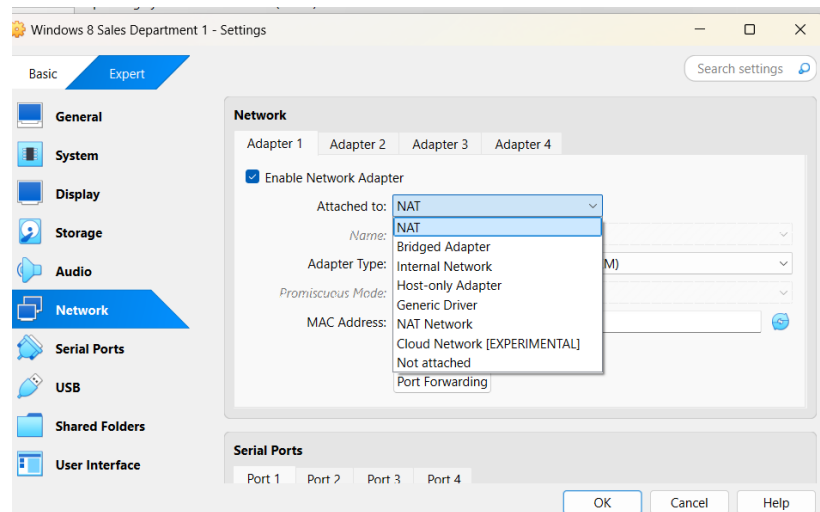 Windows 8 Sales Department 1 - Settings
Basic
Expert
Search settings
General
System
Display
Storage
Audio
Network
Serial Ports
USB
Shared Folders
User Interface
Network
Adapter 1 Adapter 2 Adapter 3 Adapter 4
Enable Network Adapter
Attached to: NAT
NAT
Name:
Bridged Adapter
Adapter Type: Internal Network M)
Host-only Adapter
Promiscuous Mode:
Generic Driver
MAC Address: NAT Network
Cloud Network [EXPERIMENTAL]
Not attached
Port Forwarding
Serial Ports
Port 1 Port 2 Port 3 Port 4
OK Cancel Help